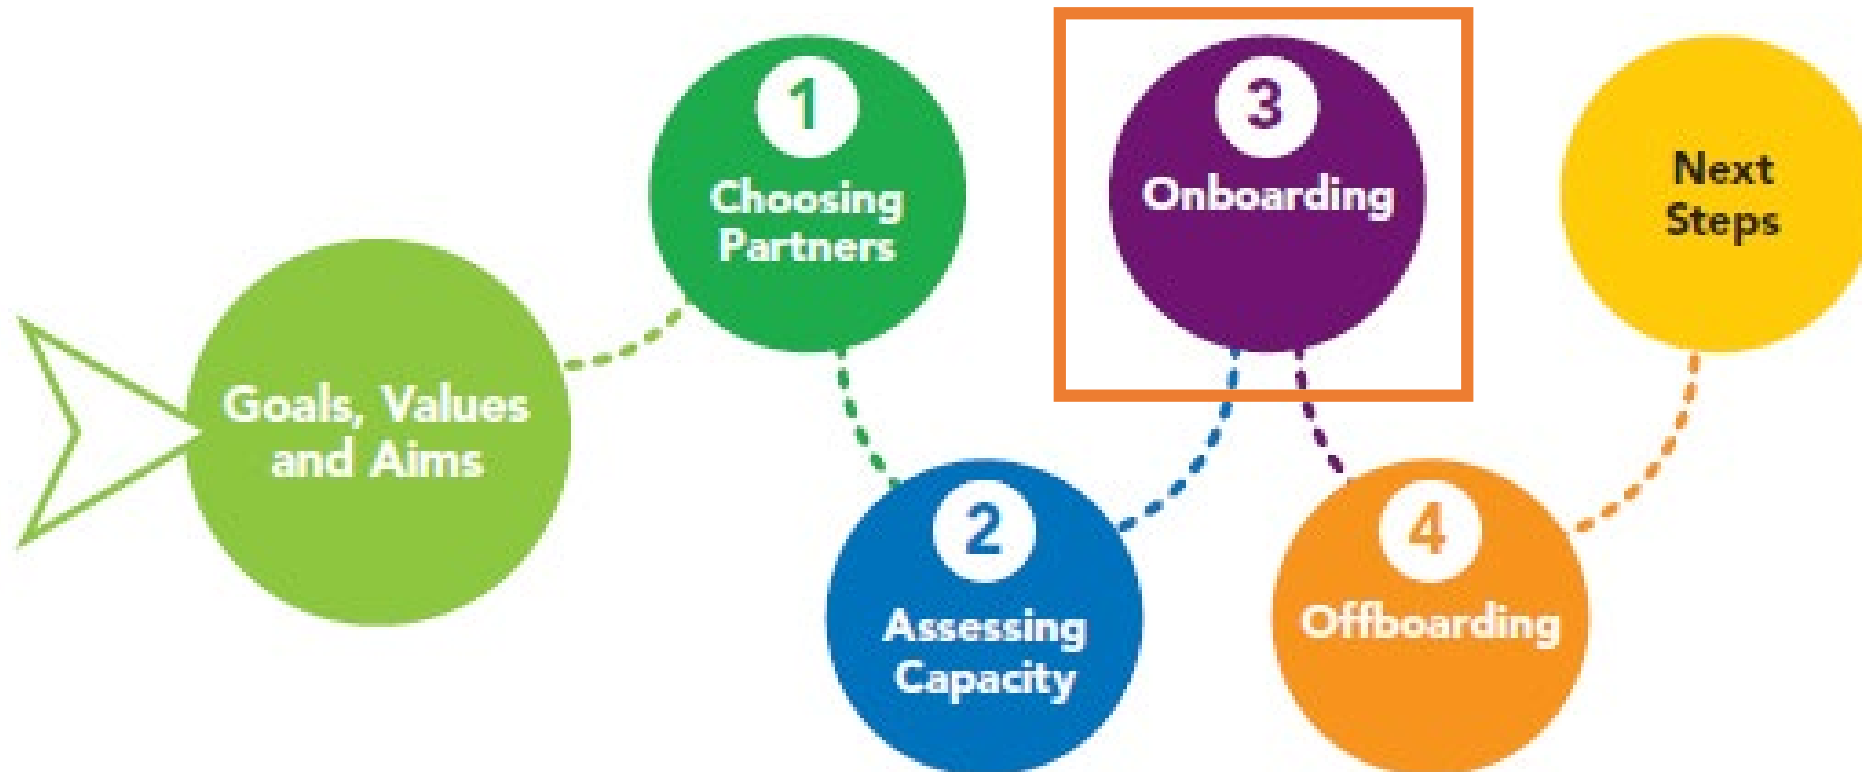 Goals, Values
and Aims
1
Choosing
Partners
2
Assessing
Capacity
3
Onboarding
4
Offboarding
Next
Steps